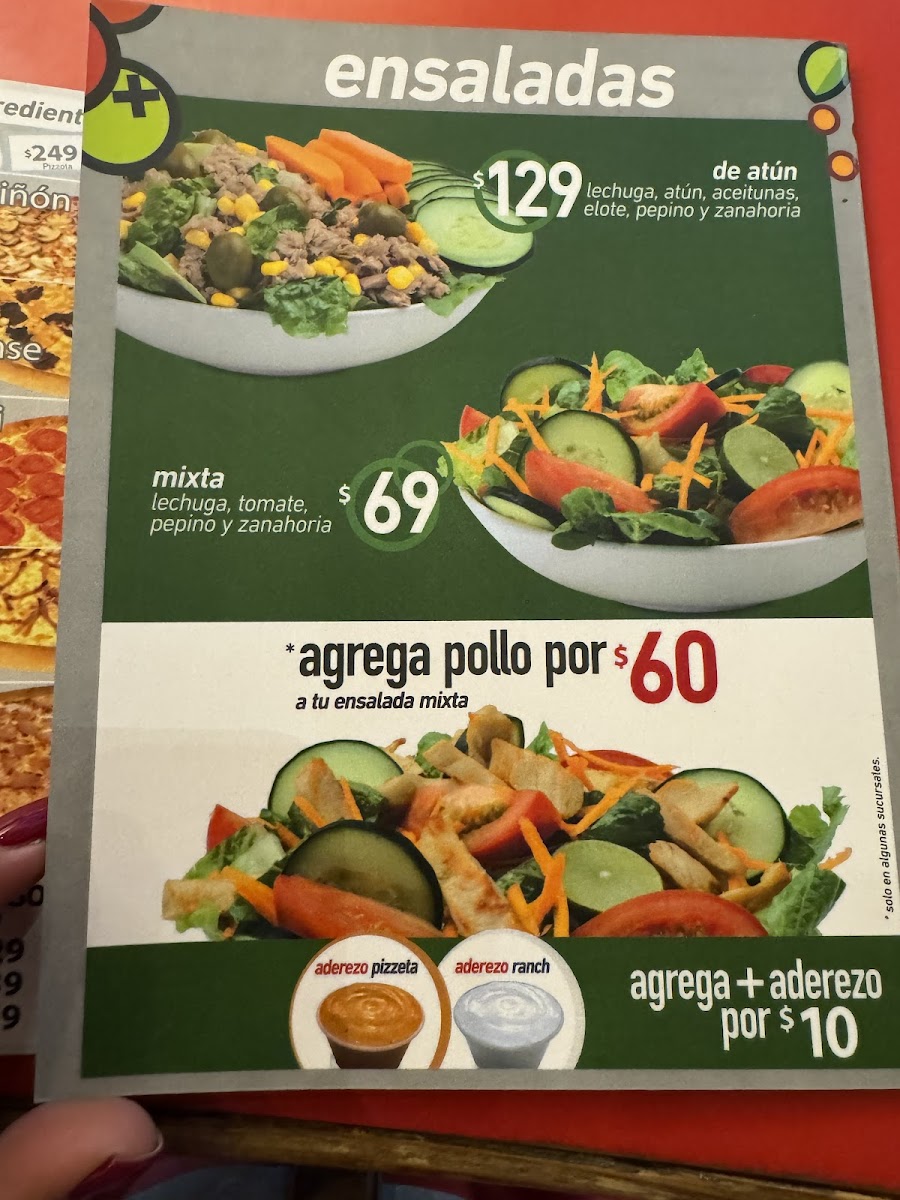 ensaladas
$129
de atún
lechuga, atún, aceitunas,
elote, pepino y zanahoria
mixta
lechuga, tomate,
pepino y zanahoria
$69
*agrega pollo por $60
a tu ensalada mixta
* solo en algunas sucursales.
aderezo pizzeta
aderezo ranch
agrega + aderezo
por $10
$249
Pizzota